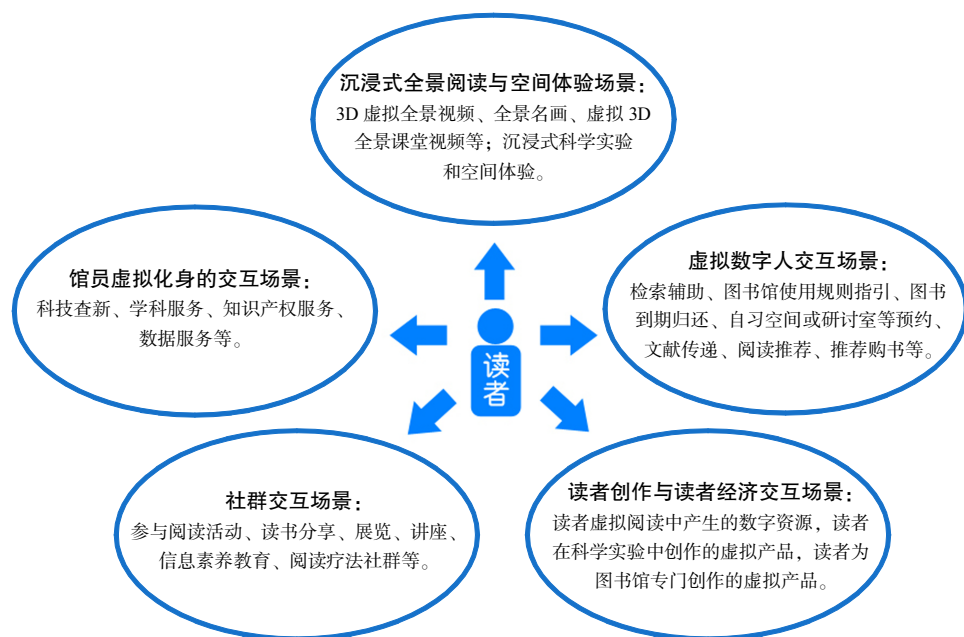 沉浸式全景阅读与空间体验场景：
3D 虚拟全景视频、全景名画、虚拟 3D
全景课堂视频等；沉浸式科学实验
和空间体验。
馆员虚拟化身的交互场景：
科技查新、学科服务、知识产权服务、
数据服务等。
虚拟数字人交互场景：
检索辅助、图书馆使用规则指引、图书
到期归还、自习空间或研讨室等预约、
文献传递、阅读推荐、推荐购书等。
读
者
社群交互场景：
参与阅读活动、读书分享、展览、讲座、
信息素养教育、阅读疗法社群等。
读者创作与读者经济交互场景：
读者虚拟阅读中产生的数字资源，读者
在科学实验中创作的虚拟产品，读者为
图书馆专门创作的虚拟产品。